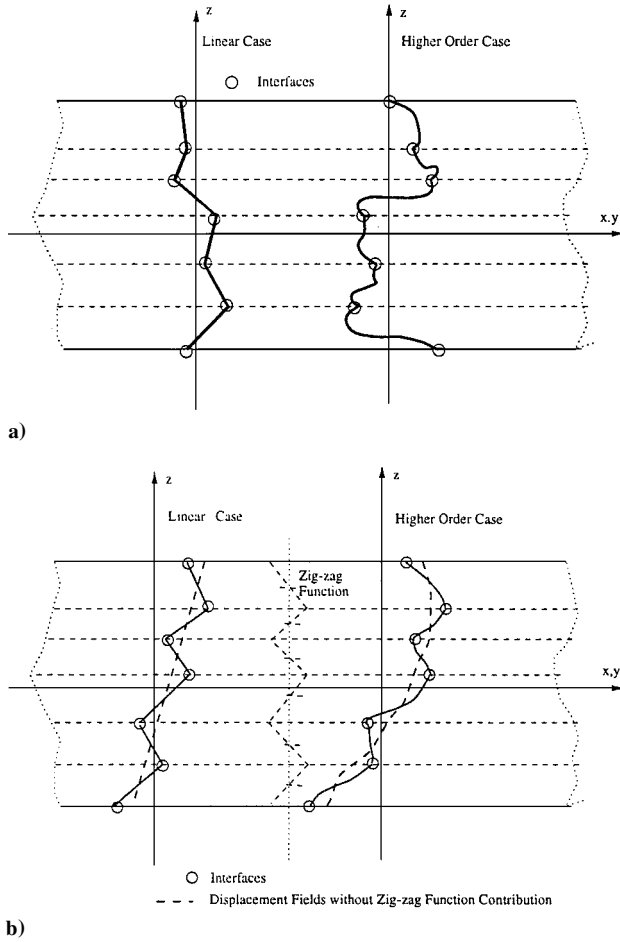 z z
Linear Case Higher Order Case
Interfaces
x,y
a)
z z
Linear Case Higher Order Case
Zig-zag
Function
x,y
Interfaces
Displacement Fields without Zig-zag Function Contribution
b)